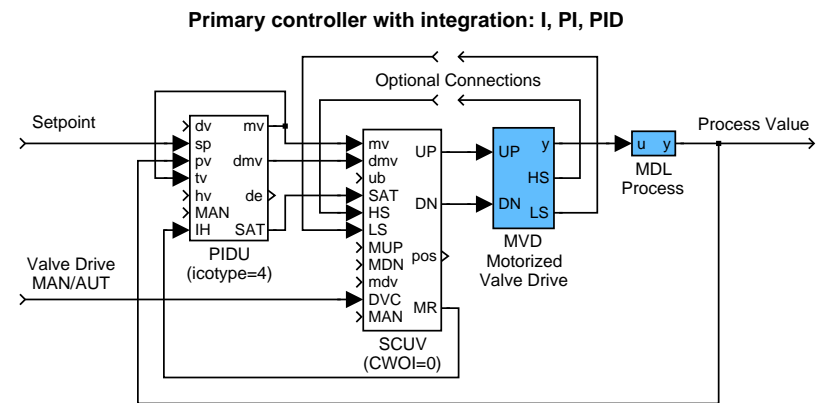 Primary controller with integration: I, PI, PID
Optional Connections
Setpoint
Process Value
dv
mv
sp
pv
dmv
tv
hv
de
MAN
IH
SAT
PIDU
(icotype=4)
Valve Drive
MAN/AUT
mv
UP
dmv
ub
SAT
DN
HS
LS
MUP
MDN
pos
mdv
DVC
MR
MAN
SCUV
(CWOI=0)
UP
y
HS
DN
LS
MVD
Motorized
Valve Drive
u
y
MDL
Process